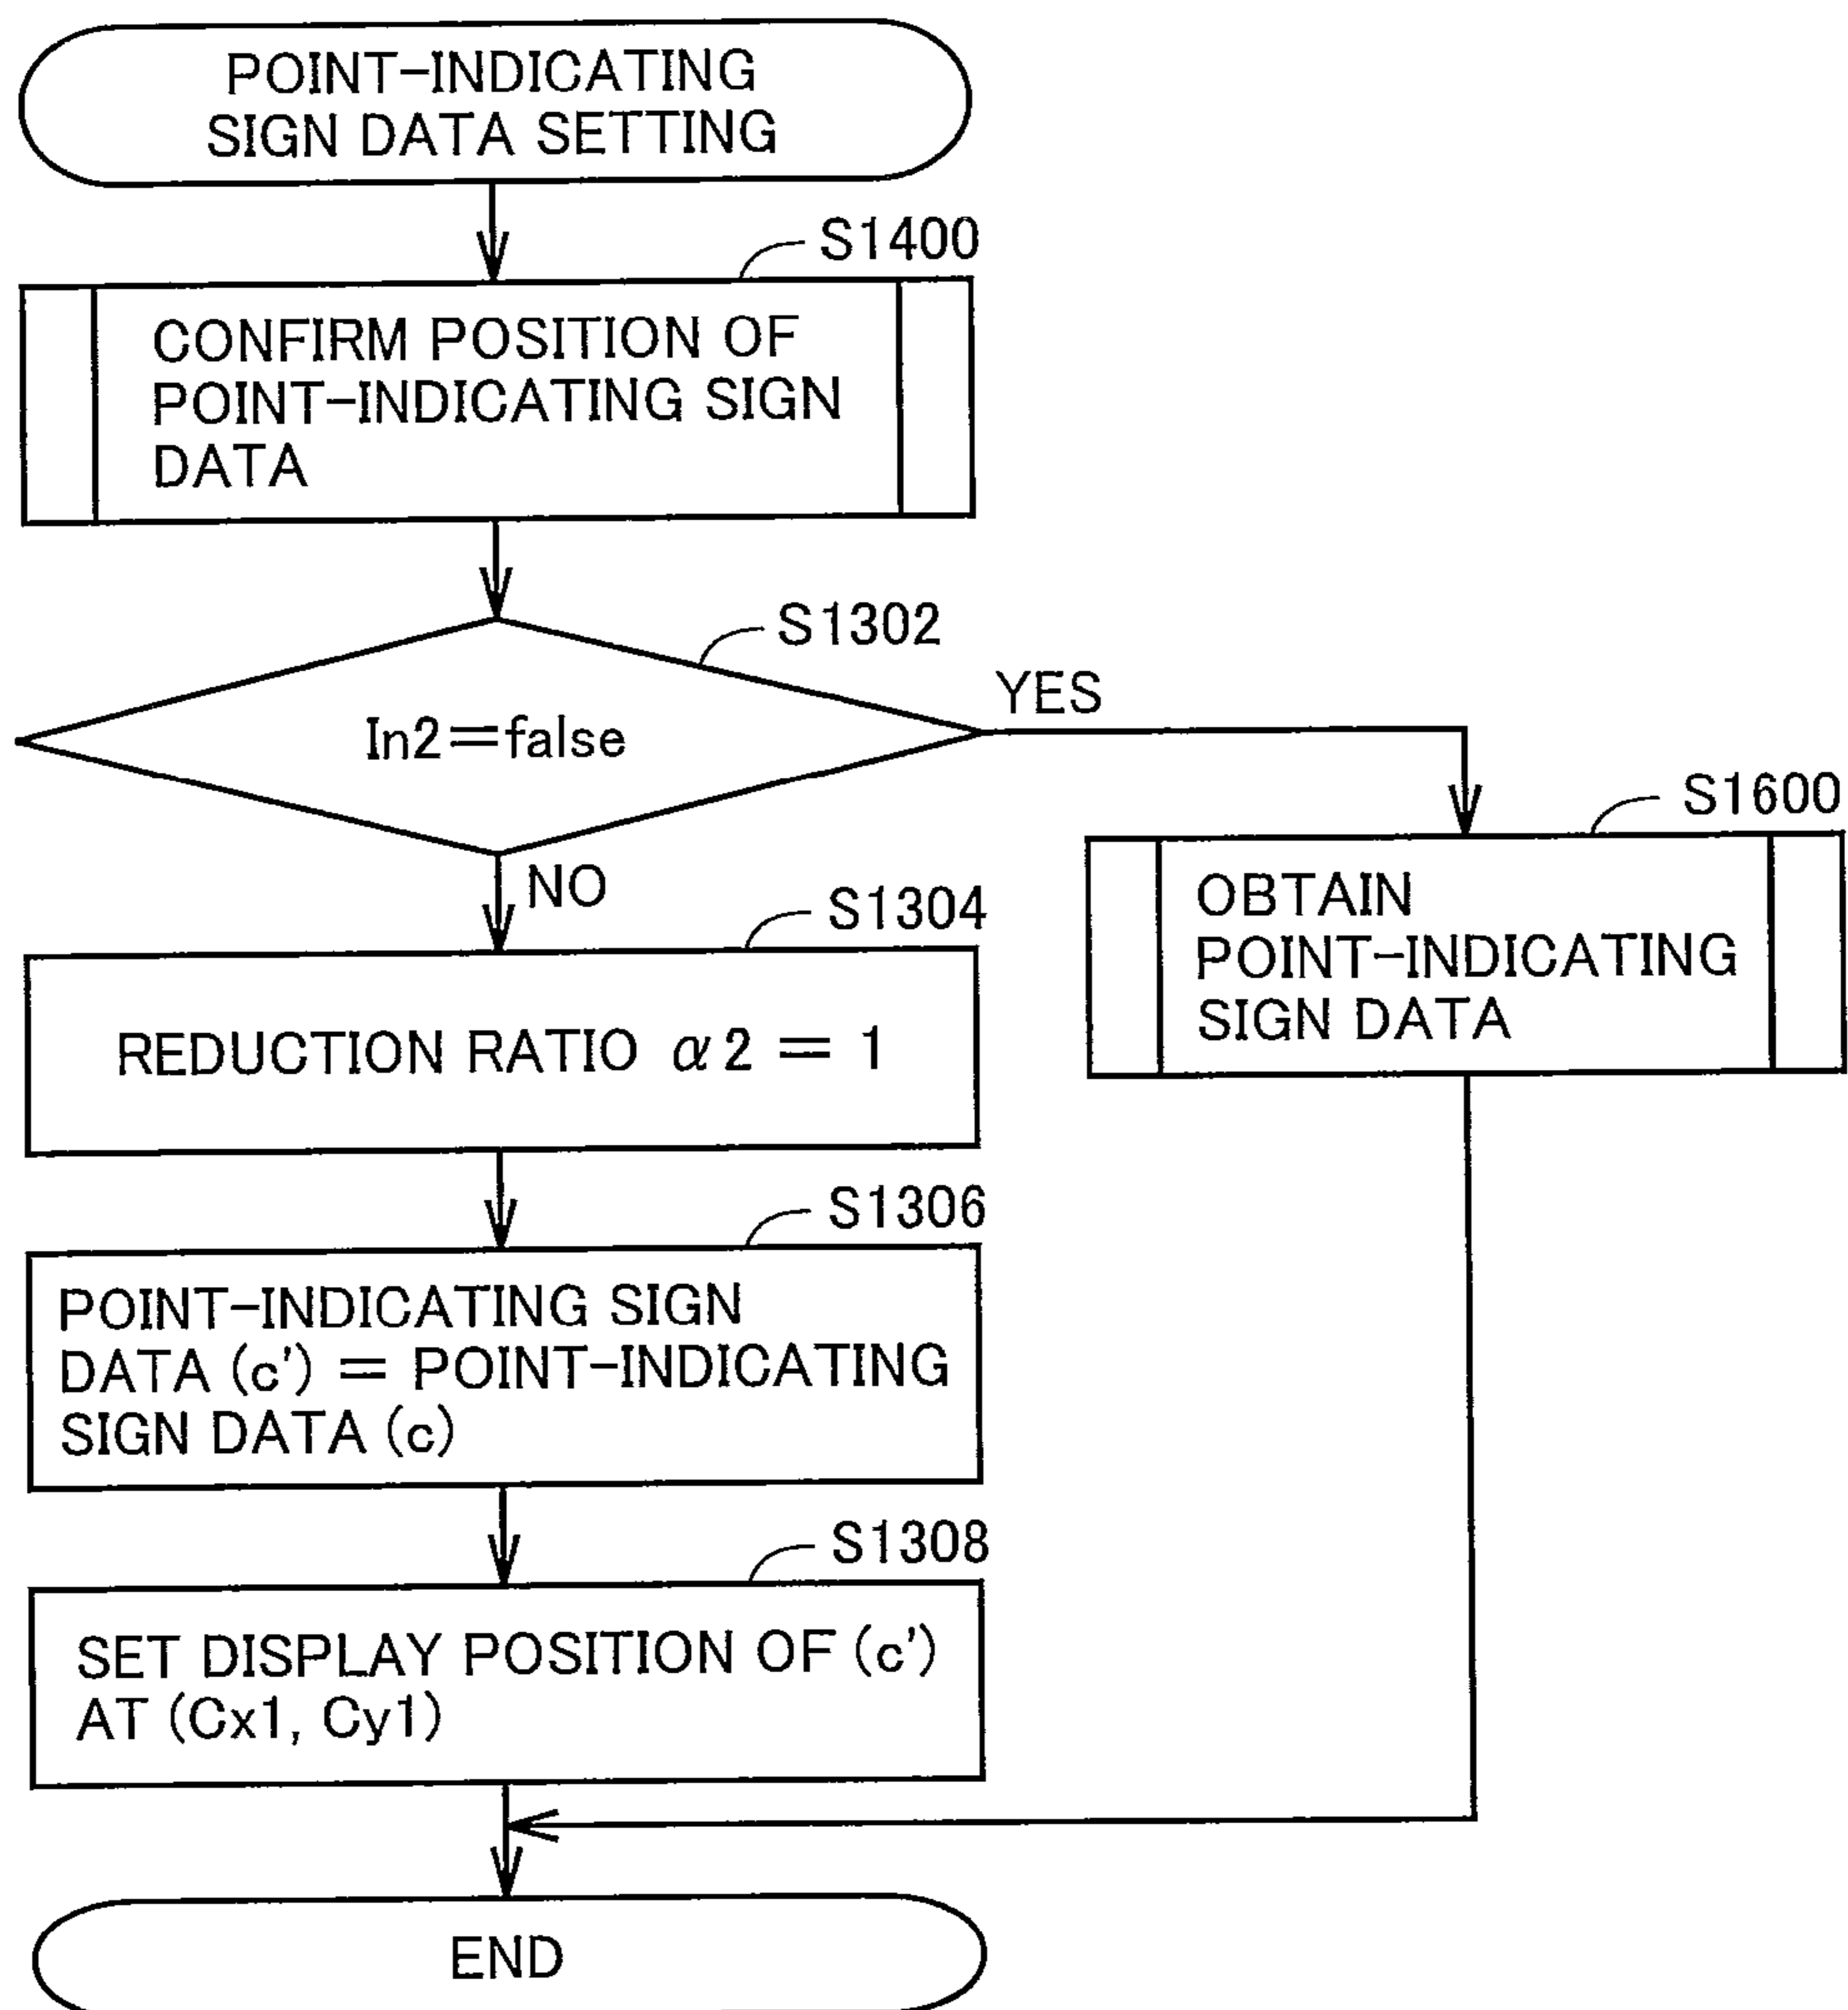 POINT-INDICATING
SIGN DATA SETTING
S1400
CONFIRM POSITION OF
POINT-INDICATING SIGN
DATA
S1302
In2=false
YES
NO
S1600
OBTAIN
POINT-INDICATING
SIGN DATA
S1304
REDUCTION RATIO α2 = 1
S1306
POINT-INDICATING SIGN
DATA (c') = POINT-INDICATING
SIGN DATA (c)
S1308
SET DISPLAY POSITION OF (c')
AT (Cx1, Cy1)
END